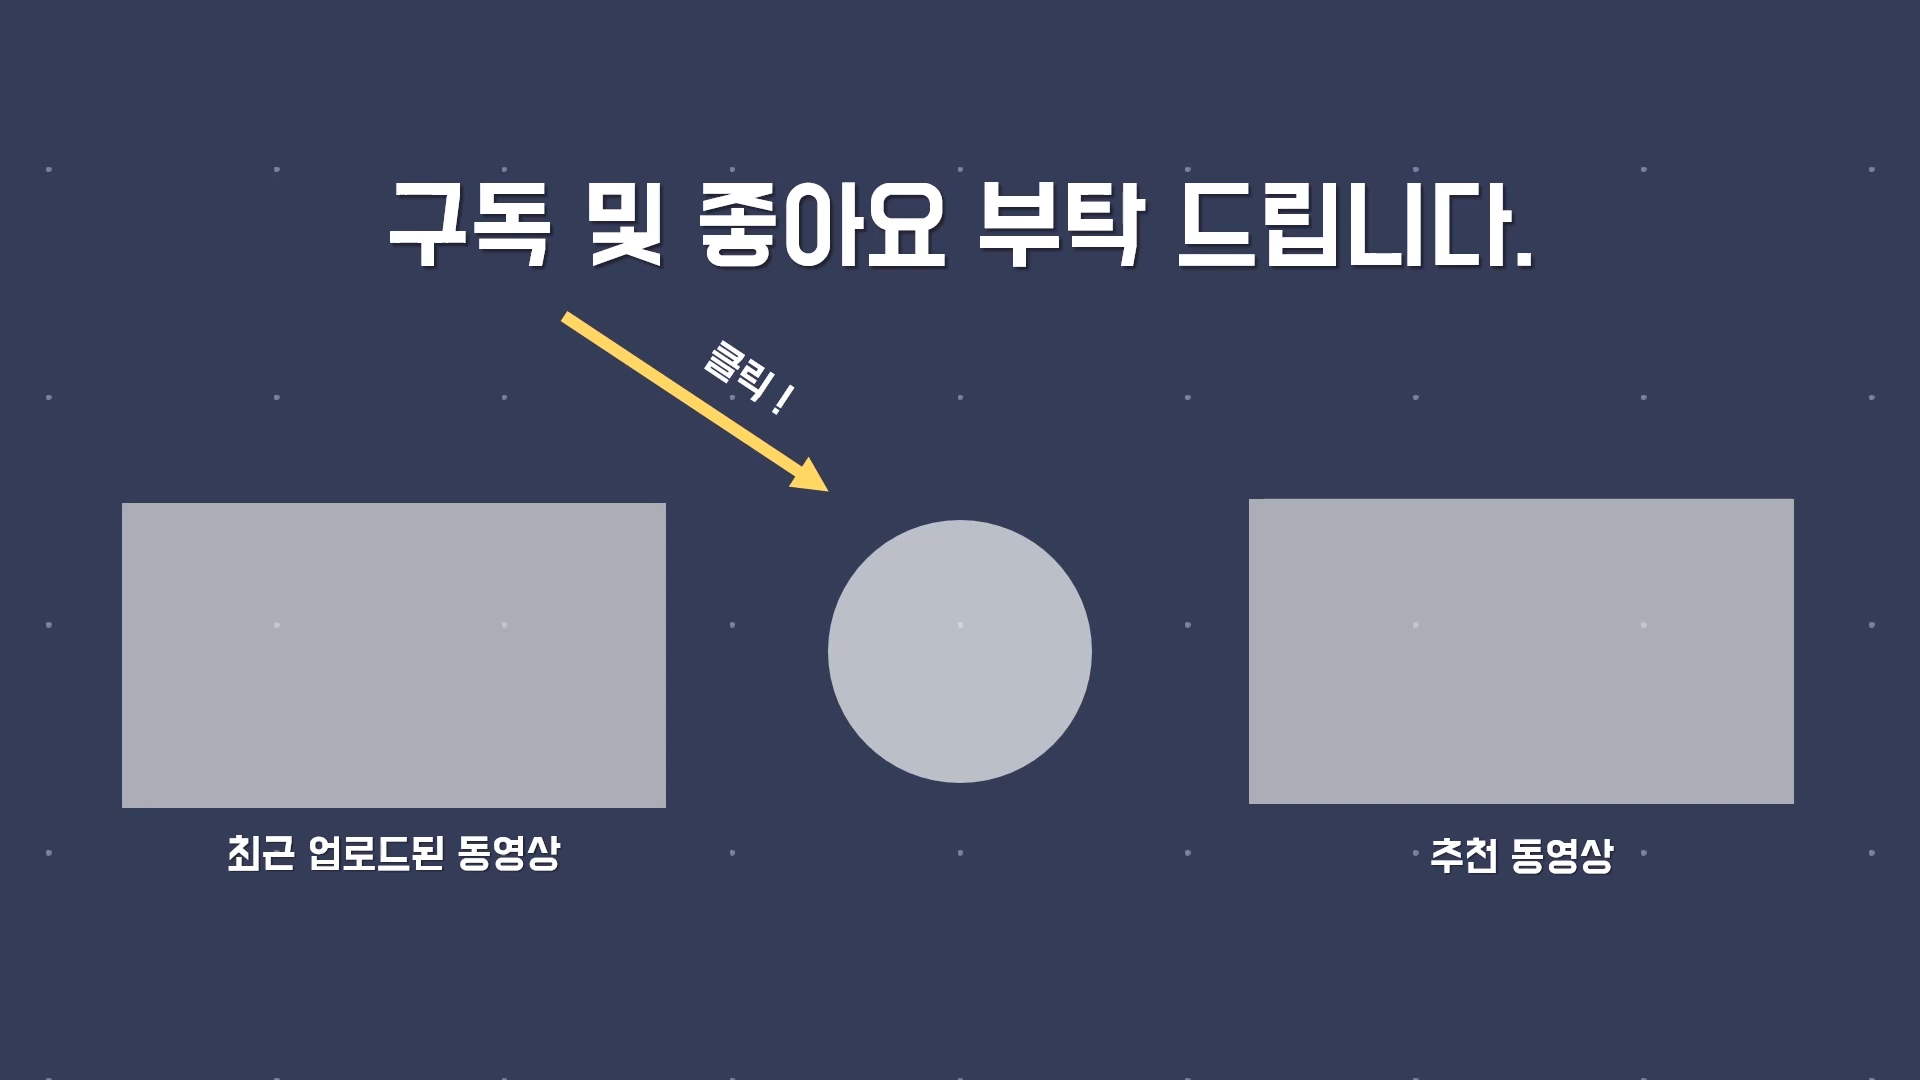 구독 및 좋아요 부탁 드립니다.
클릭 !
최근 업로드된 동영상
추천 동영상